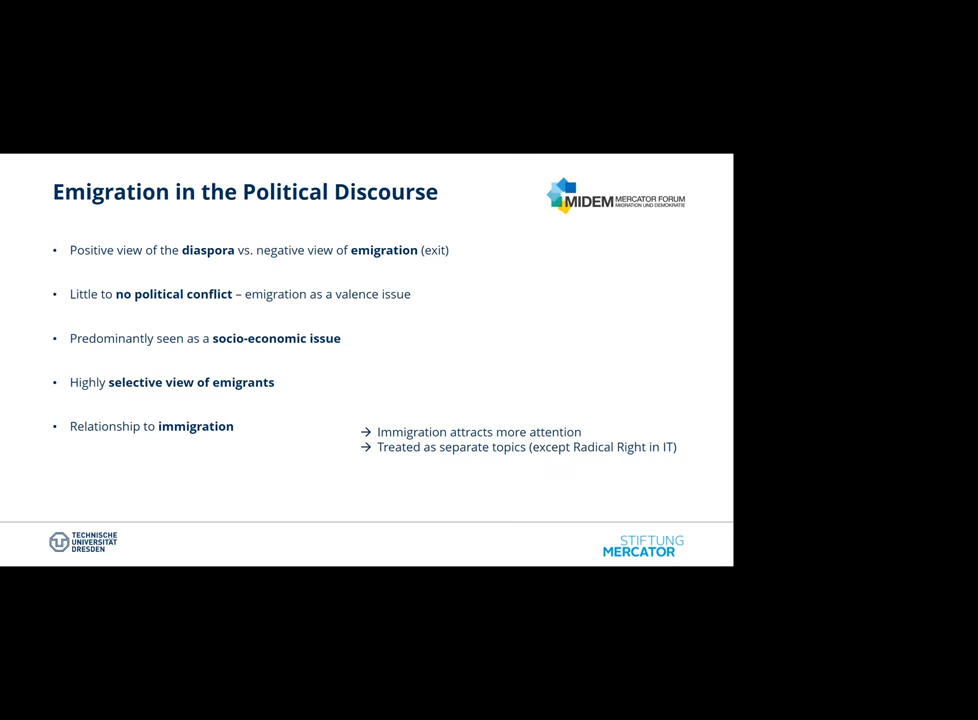 Emigration in the Political Discourse
MIDEM MERCATOR FORUM
MIGRATION UND DEMOKRATIE
• Positive view of the diaspora vs. negative view of emigration (exit)
• Little to no political conflict – emigration as a valence issue
• Predominantly seen as a socio-economic issue
• Highly selective view of emigrants
• Relationship to immigration
→ Immigration attracts more attention
→ Treated as separate topics (except Radical Right in IT)
TECHNISCHE
UNIVERSITÄT
DRESDEN
STIFTUNG
MERCATOR